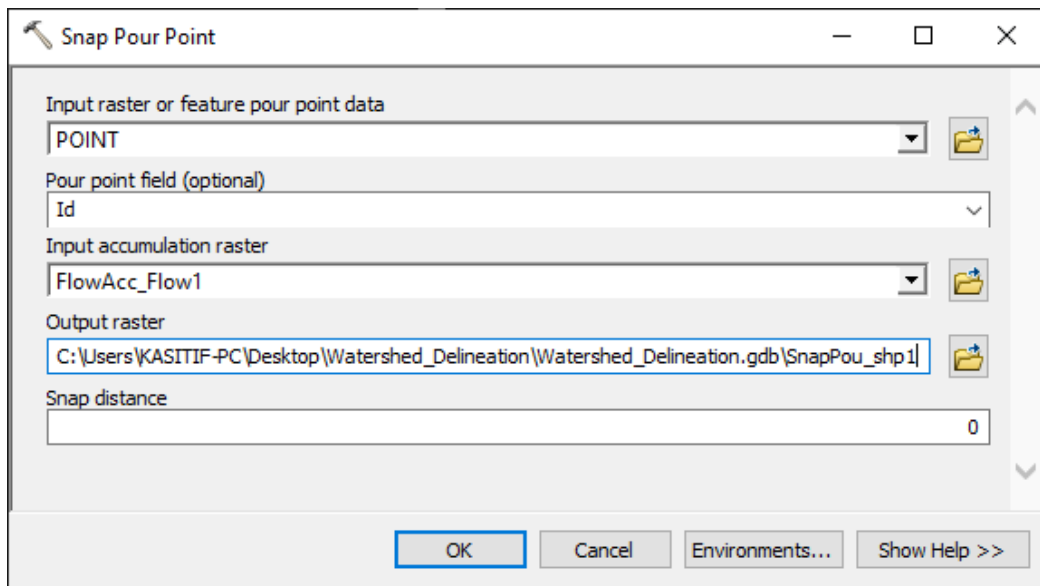 Snap Pour Point
Input raster or feature pour point data
POINT
Pour point field (optional)
Id
Input accumulation raster
FlowAcc_Flow1
Output raster
C:\Users\KASITIF-PC\Desktop\Watershed_Delineation\Watershed_Delineation.gdb\SnapPou_shp1
Snap distance
0
OK Cancel Environments... Show Help >>